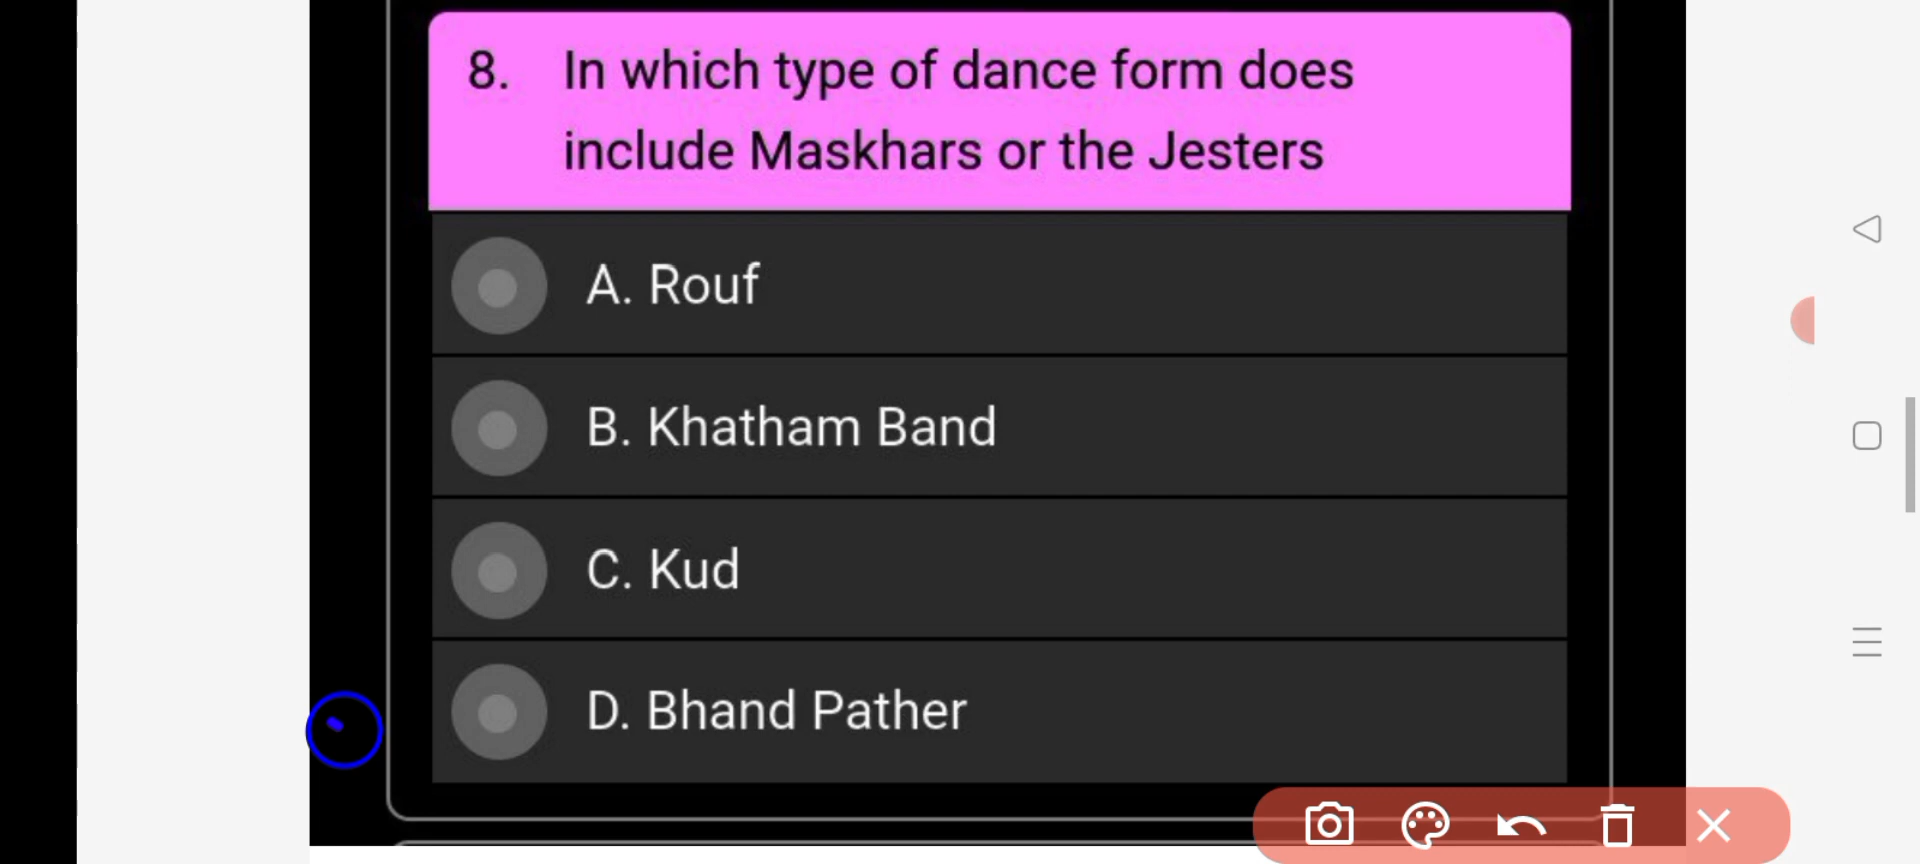 8. In which type of dance form does
include Maskhars or the Jesters
A. Rouf
B. Khatham Band
C. Kud
D. Bhand Pather